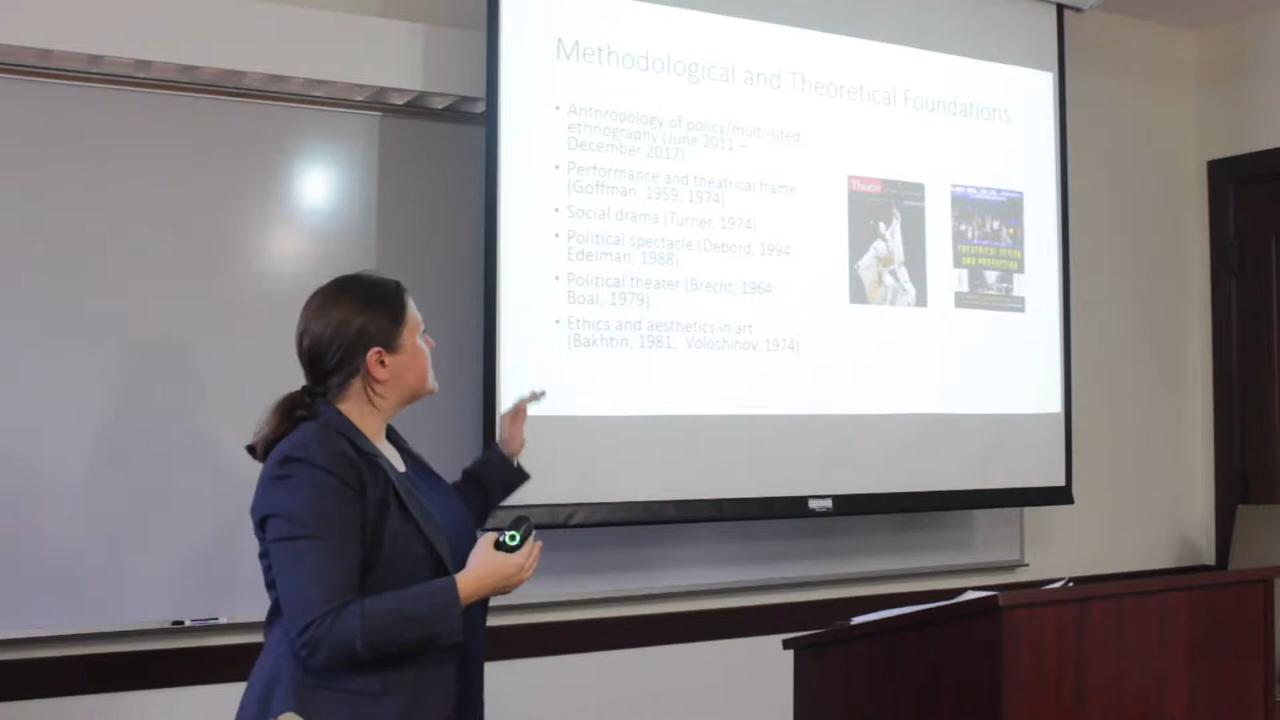 Methodological and Theoretical Foundations
• Anthropology of policy/multi-sited
ethnography (June 2011 –
December 2017)
• Performance and theatrical frame
(Goffman, 1959, 1974)
• Social drama (Turner, 1974)
• Political spectacle (Debord, 1994
Edelman, 1988)
• Political theater (Brecht, 1964;
Boal, 1979)
• Ethics and aesthetics in art
(Bakhtin, 1981; Voloshinov, 1974)
Theater
THEATRICAL DESIGN
AND PRODUCTION